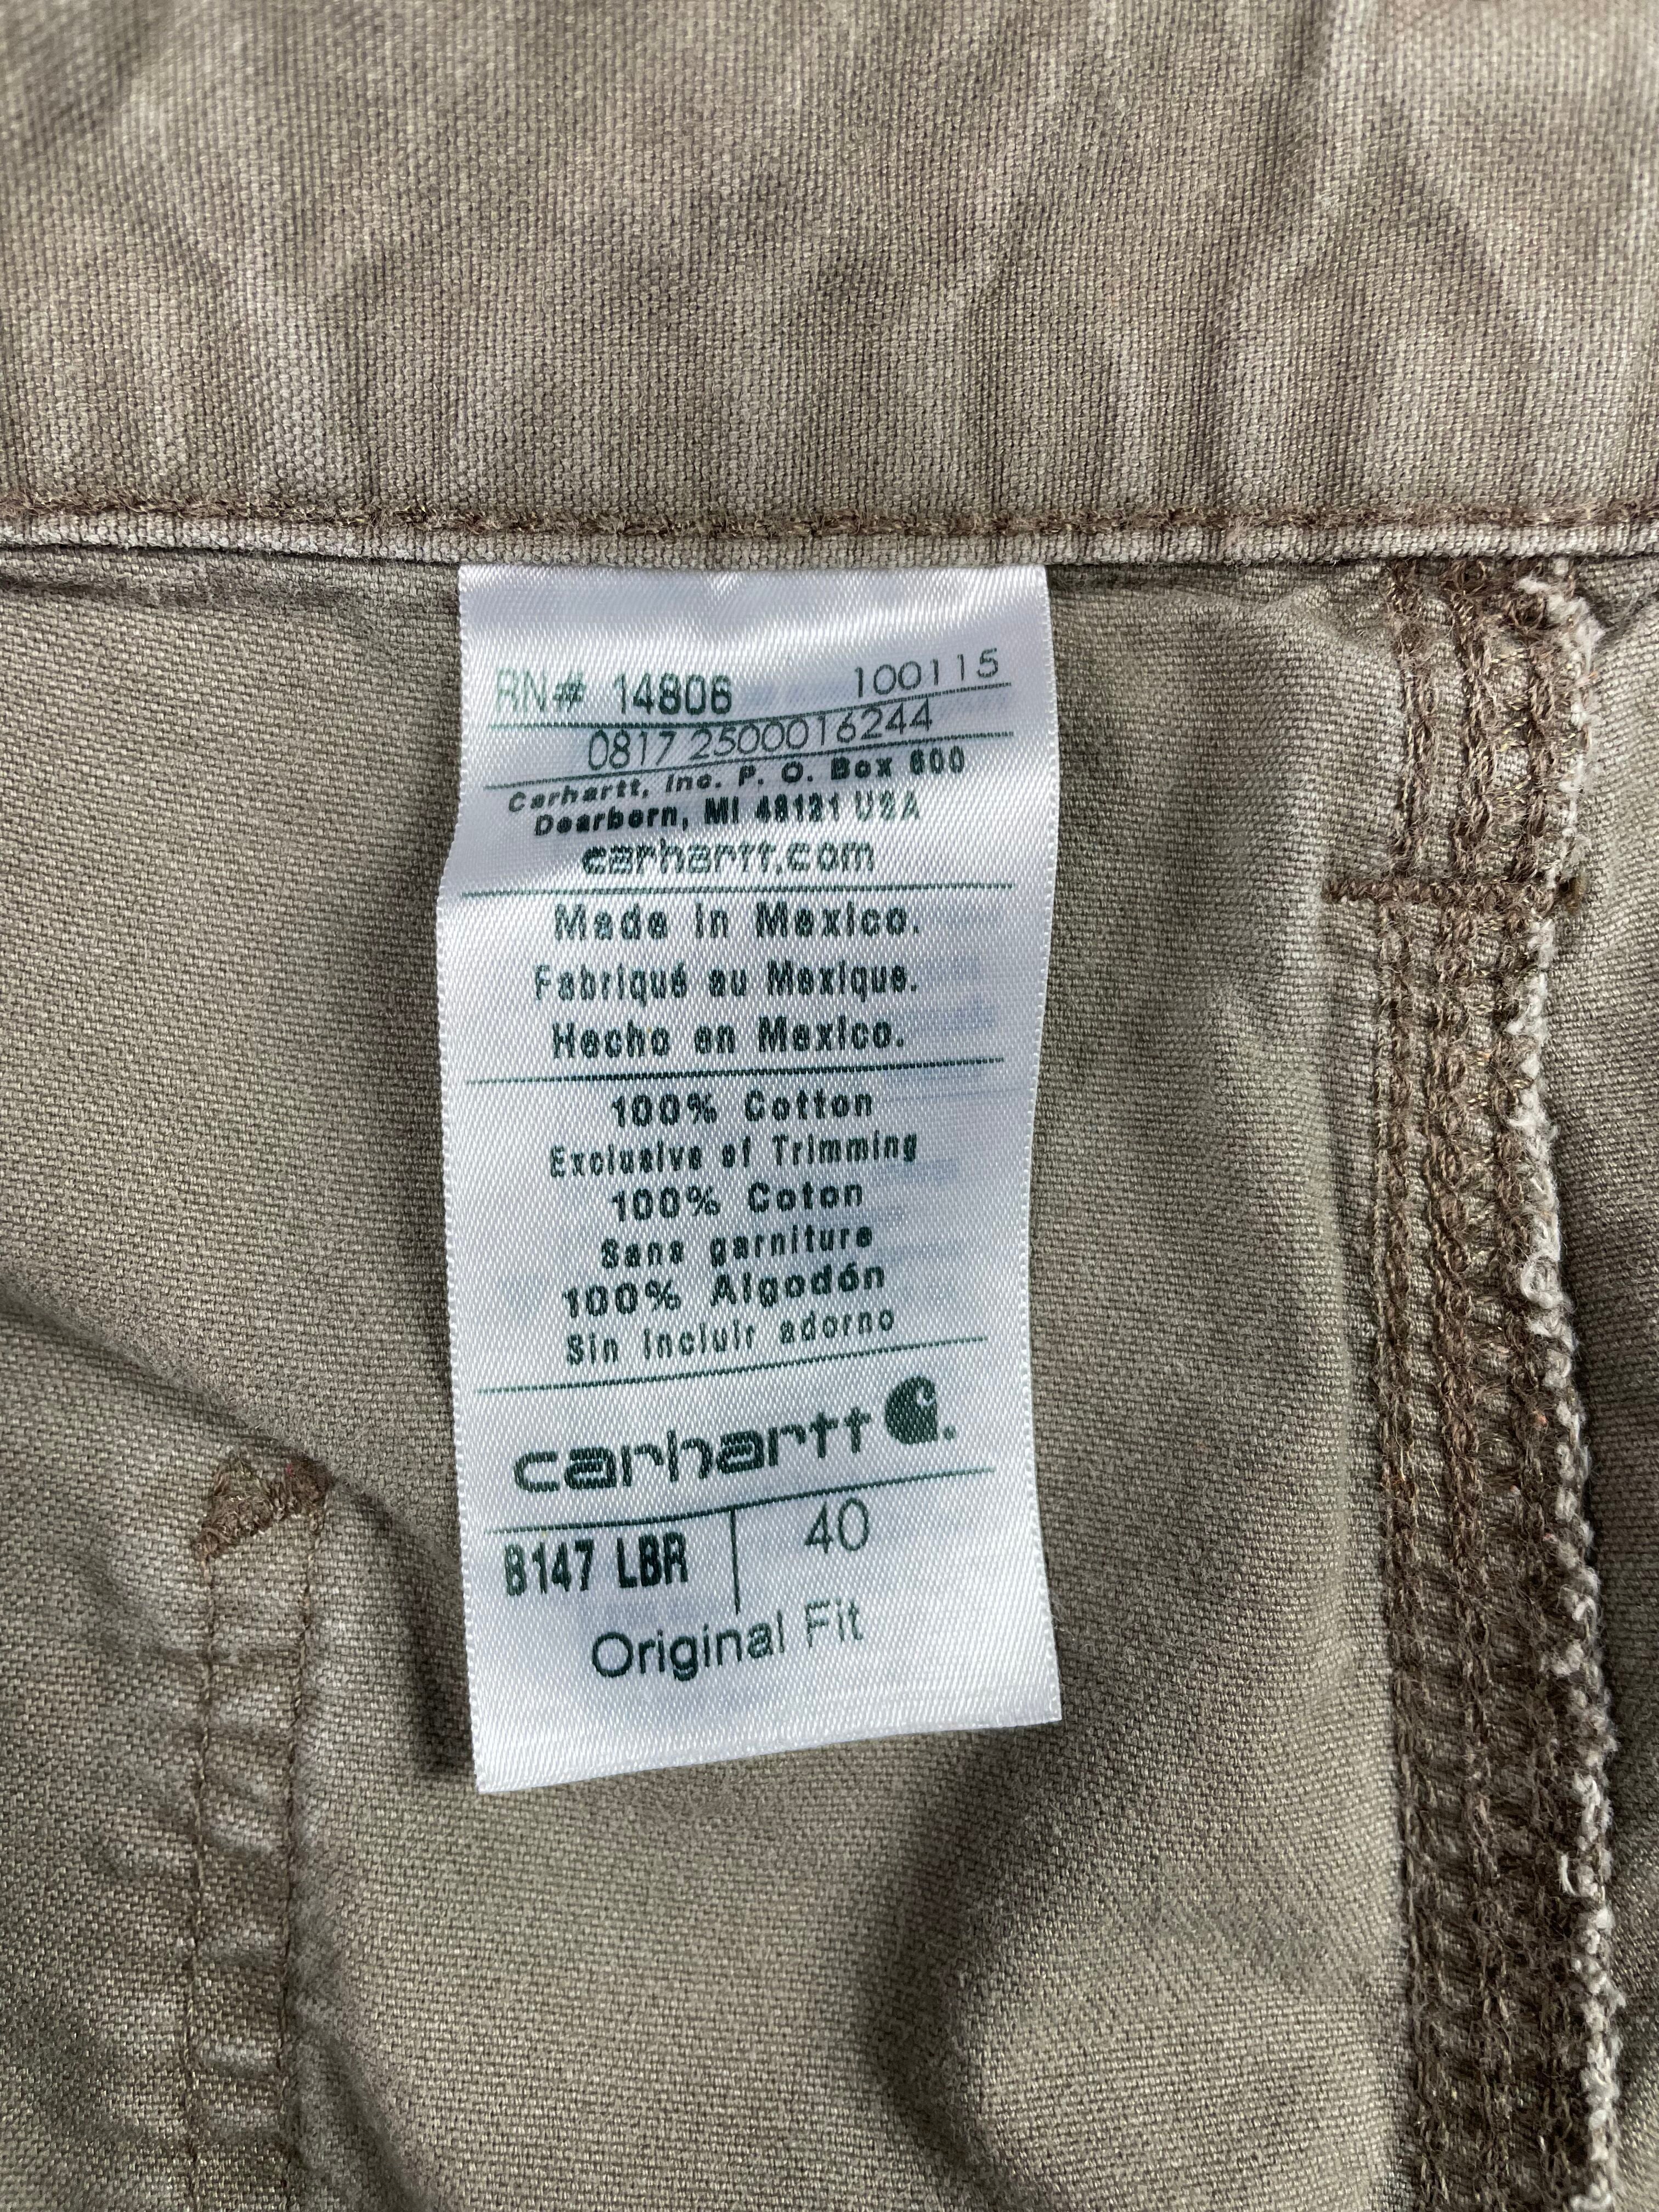 RN# 14806 100115
0817 2500016244
Carhartt, Inc. P. O. Box 600
Dearborn, MI 48121 USA
carhartt.com
Made in Mexico.
Fabriqué au Mexique.
Hecho en Mexico.
100% Cotton
Exclusive of Trimming
100% Coton
Sans garniture
100% Algodón
Sin incluir adorno
carhartt
B147 LBR 40
Original Fit